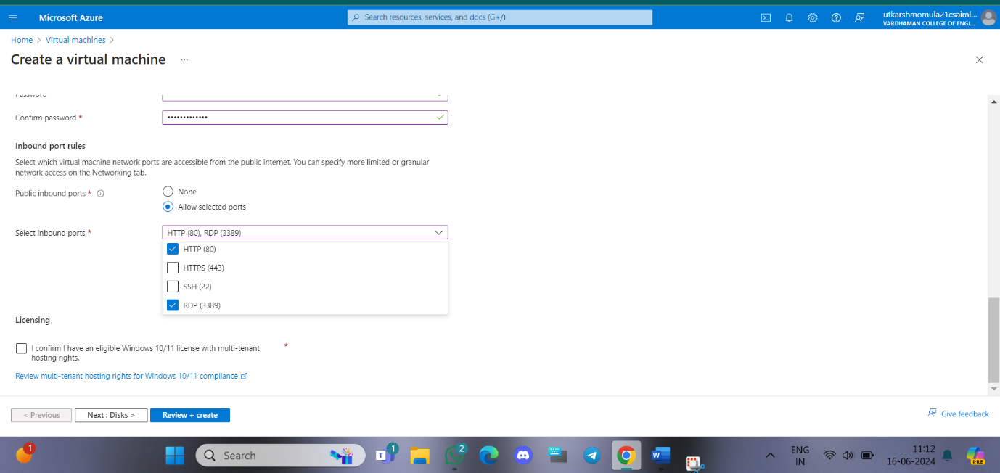 Microsoft Azure
Search resources, services, and docs (G+/)
utkarshmomula21csaiml...
VARDHAMAN COLLEGE OF ENGI...
Home > Virtual machines >
Create a virtual machine ...
Password
Confirm password *
•••••••••••••
Inbound port rules
Select which virtual machine network ports are accessible from the public internet. You can specify more limited or granular
network access on the Networking tab.
Public inbound ports *
None
Allow selected ports
Select inbound ports *
HTTP (80), RDP (3389)
HTTP (80)
HTTPS (443)
SSH (22)
RDP (3389)
Licensing
I confirm I have an eligible Windows 10/11 license with multi-tenant *
hosting rights.
Review multi-tenant hosting rights for Windows 10/11 compliance
< Previous
Next : Disks >
Review + create
Give feedback
1
Search
T
1
2
W
ENG
IN
11:12
16-06-2024
PRE